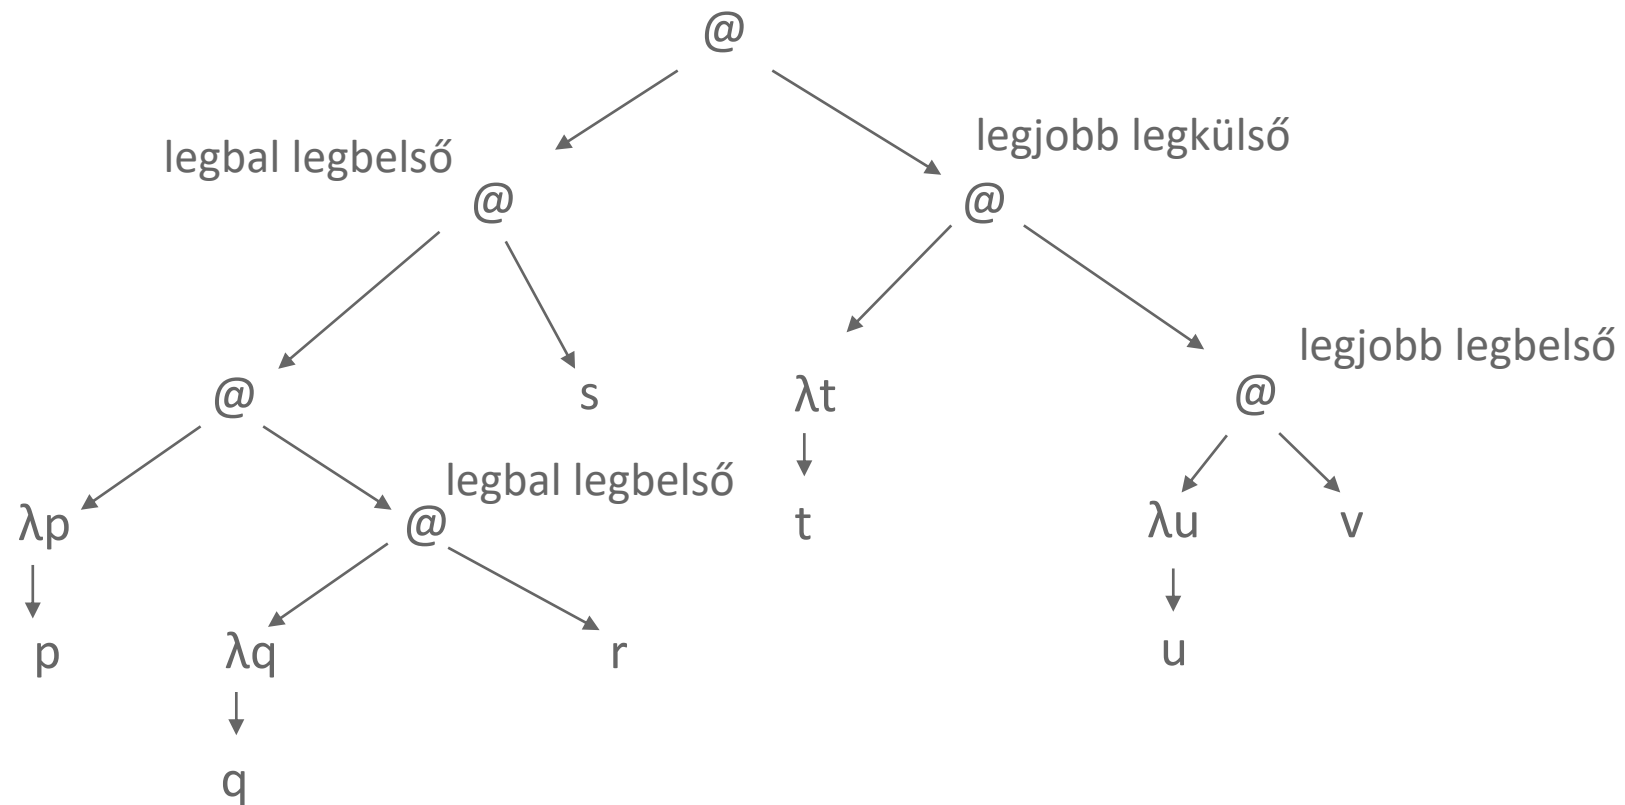 @
legbal legbelső
legjobb legkülső
@
@
legjobb legbelső
@
s
λt
@
legbal legbelső
λp
@
t
λu
v
p
λq
r
u
q